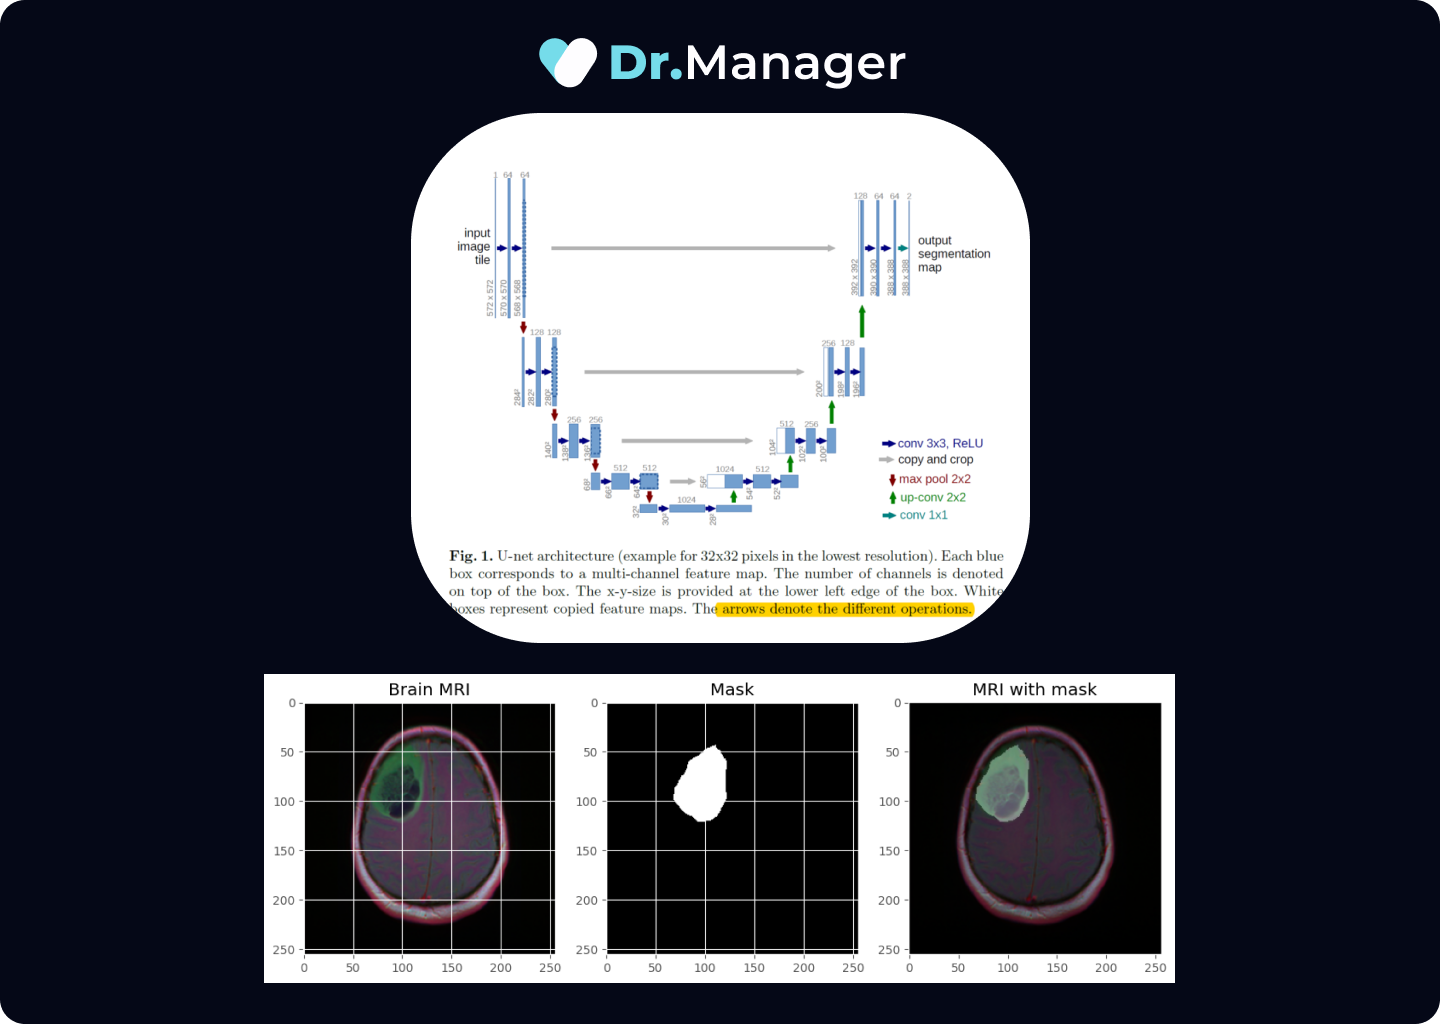 Dr.Manager
1 64 64
128 64 64 2
input
image
tile
output
segmentation
map
572 x 572
570 x 570
568 x 568
392 x 392
390 x 390
388 x 388
388 x 388
128 128
256 128
284²
282²
280²
200²
198²
196²
256 256
512 256
140²
138²
136²
104²
102²
100²
conv 3x3, ReLU
copy and crop
max pool 2x2
up-conv 2x2
conv 1x1
512 512
1024 512
68²
66²
64²
56²
54²
52²
1024
32²
30²
28²
Fig. 1. U-net architecture (example for 32x32 pixels in the lowest resolution). Each blue
box corresponds to a multi-channel feature map. The number of channels is denoted
on top of the box. The x-y-size is provided at the lower left edge of the box. White
boxes represent copied feature maps. The arrows denote the different operations.
Brain MRI
0
50
100
150
200
250
0 50 100 150 200 250
Mask
0
50
100
150
200
250
0 50 100 150 200 250
MRI with mask
0
50
100
150
200
250
0 50 100 150 200 250